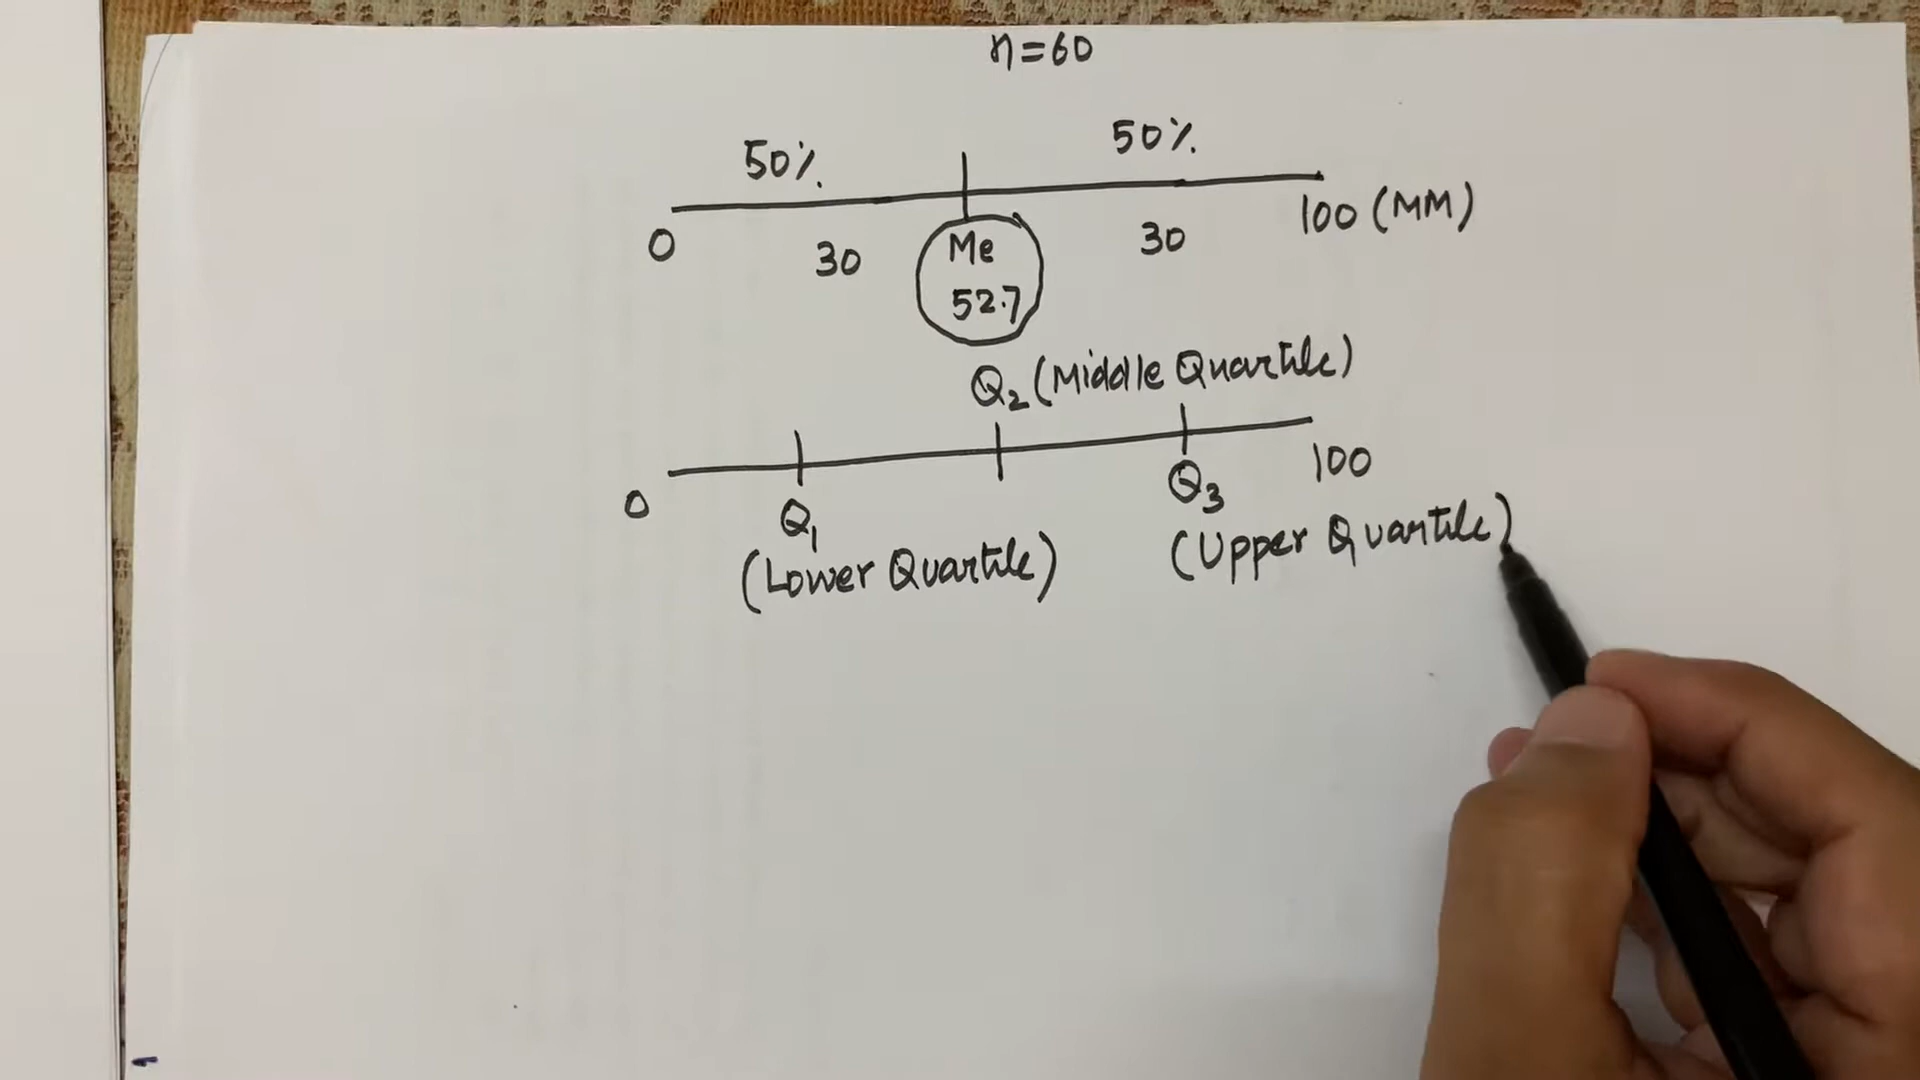 n=60
50% 50%
0 30 Me 30 100 (MM)
52.7
Q2 (Middle Quartile)
0 Q1 Q3 100
(Lower Quartile) (Upper Quartile)